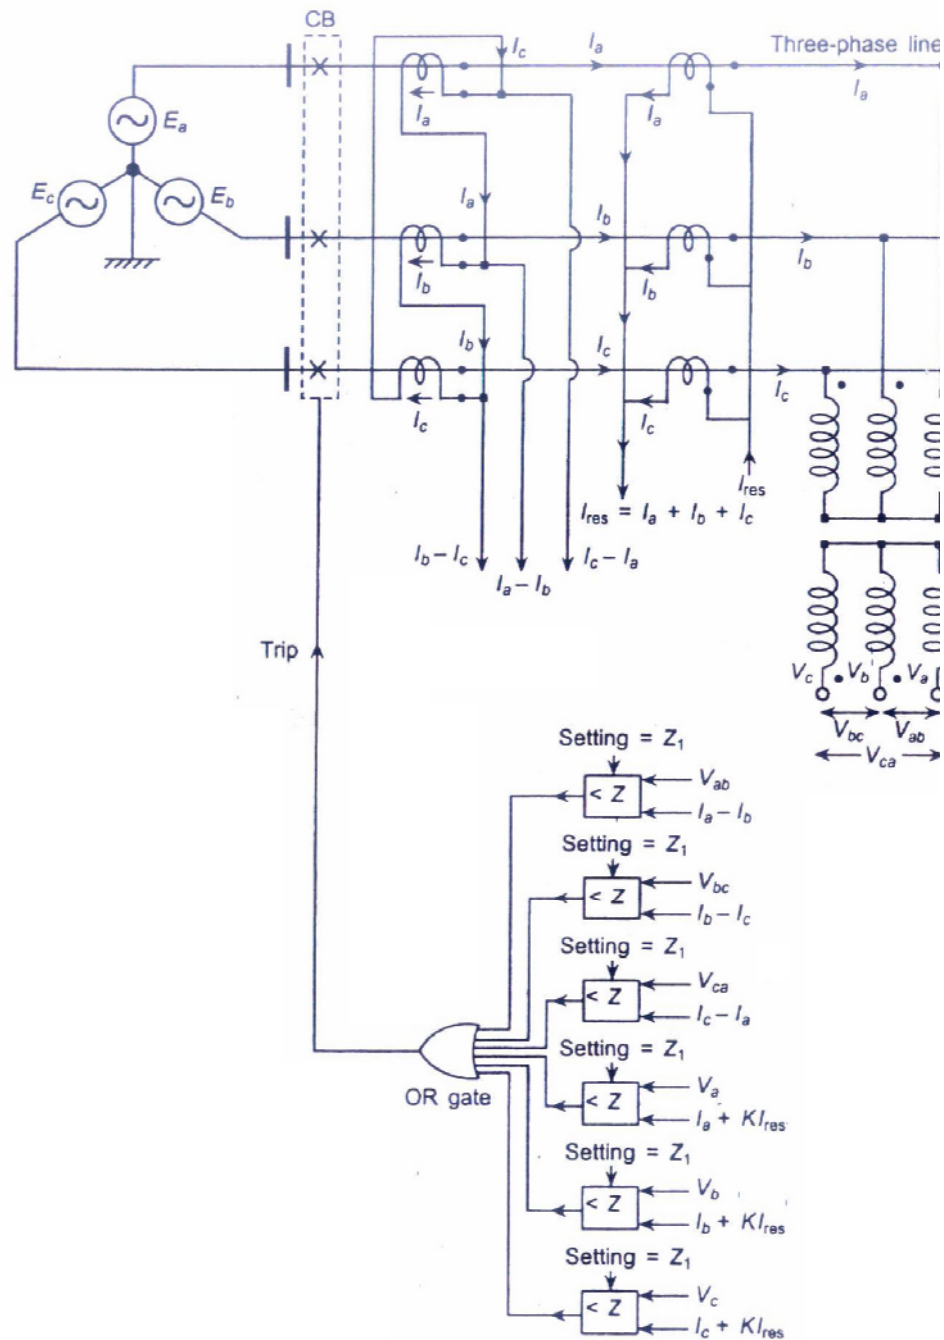 CB
Three-phase line
I_c
I_a
I_a
I_a
I_a
E_a
E_c
E_b
I_a
I_b
I_b
I_b
I_b
I_b
I_c
I_c
I_c
I_c
I_res
I_res = I_a + I_b + I_c
I_b – I_c
I_c – I_a
I_a – I_b
Trip
V_c
V_b
V_a
V_bc
V_ab
V_ca
Setting = Z_1
< Z
V_ab
I_a – I_b
Setting = Z_1
< Z
V_bc
I_b – I_c
Setting = Z_1
< Z
V_ca
I_c – I_a
OR gate
Setting = Z_1
< Z
V_a
I_a + KI_res
Setting = Z_1
< Z
V_b
I_b + KI_res
Setting = Z_1
< Z
V_c
I_c + KI_res